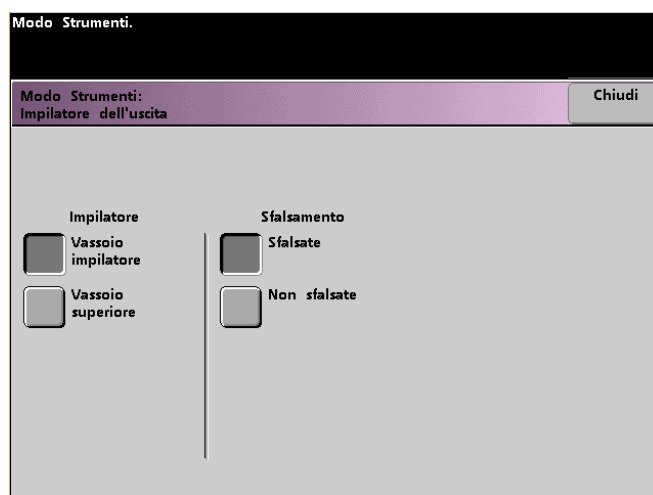 Modo Strumenti.
Modo Strumenti:
Impilatore dell'uscita
Chiudi
Impilatore
Vassoio
impilatore
Vassoio
superiore
Sfalsamento
Sfalsate
Non sfalsate